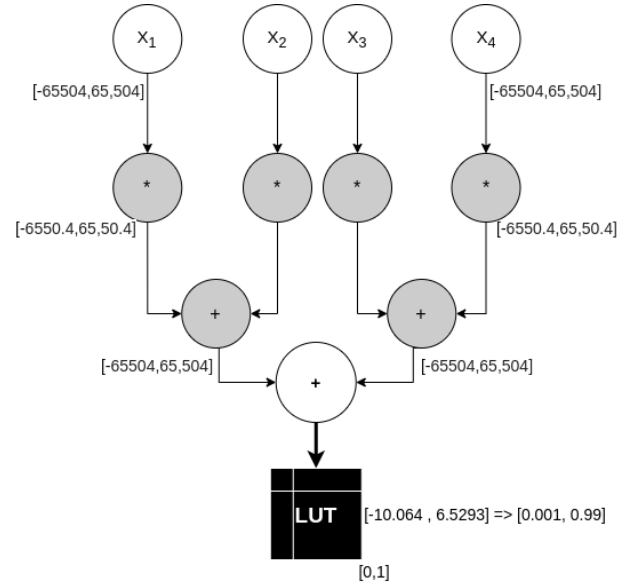 X1
X2
X3
X4
[-65504,65,504]
[-65504,65,504]
*
*
*
*
[-6550.4,65,50.4]
[-6550.4,65,50.4]
+
+
[-65504,65,504]
[-65504,65,504]
+
LUT
[-10.064 , 6.5293] => [0.001, 0.99]
[0,1]